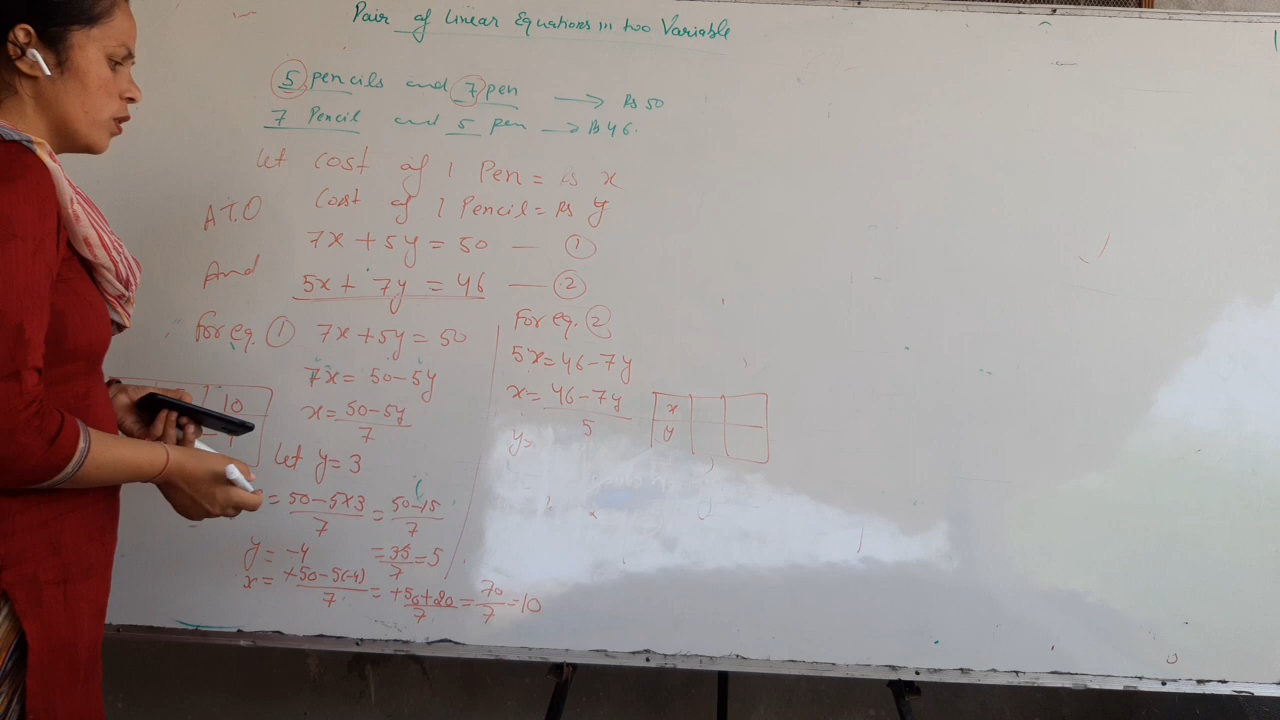 Pair of Linear Equations in two Variable
5 pencils and 7 pen → Rs 50
7 Pencil and 5 pen → Rs 46.
Let cost of 1 Pen = is x
A.T.Q Cost of 1 Pencil = Rs y
7x + 5y = 50 — ①
And 5x + 7y = 46 — ②
For eq. ① 7x + 5y = 50
7x = 50 - 5y
x = 50 - 5y / 7
10
Let y = 3
= 50 - 5x3 / 7 = 50 - 15 / 7
= 35 / 7 = 5
y = -4
x = +50 - 5(-4) / 7 = +50 + 20 / 7 = 70 / 7 = 10
For eq. ②
5x = 46 - 7y
x = 46 - 7y / 5
y =
x
y